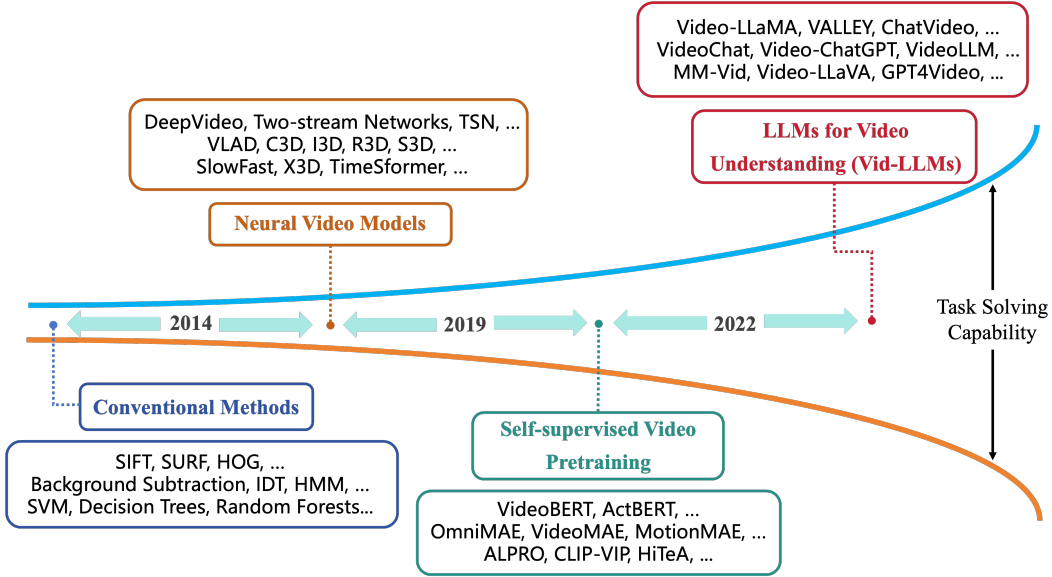 Video-LLaMA, VALLEY, ChatVideo, ...
VideoChat, Video-ChatGPT, VideoLLM, ...
MM-Vid, Video-LLaVA, GPT4Video, ...
LLMs for Video
Understanding (Vid-LLMs)
DeepVideo, Two-stream Networks, TSN, ...
VLAD, C3D, I3D, R3D, S3D, ...
SlowFast, X3D, TimeSformer, ...
Neural Video Models
2014
2019
2022
Task Solving
Capability
Conventional Methods
SIFT, SURF, HOG, ...
Background Subtraction, IDT, HMM, ...
SVM, Decision Trees, Random Forests...
Self-supervised Video
Pretraining
VideoBERT, ActBERT, ...
OmniMAE, VideoMAE, MotionMAE, ...
ALPRO, CLIP-VIP, HiTeA, ...